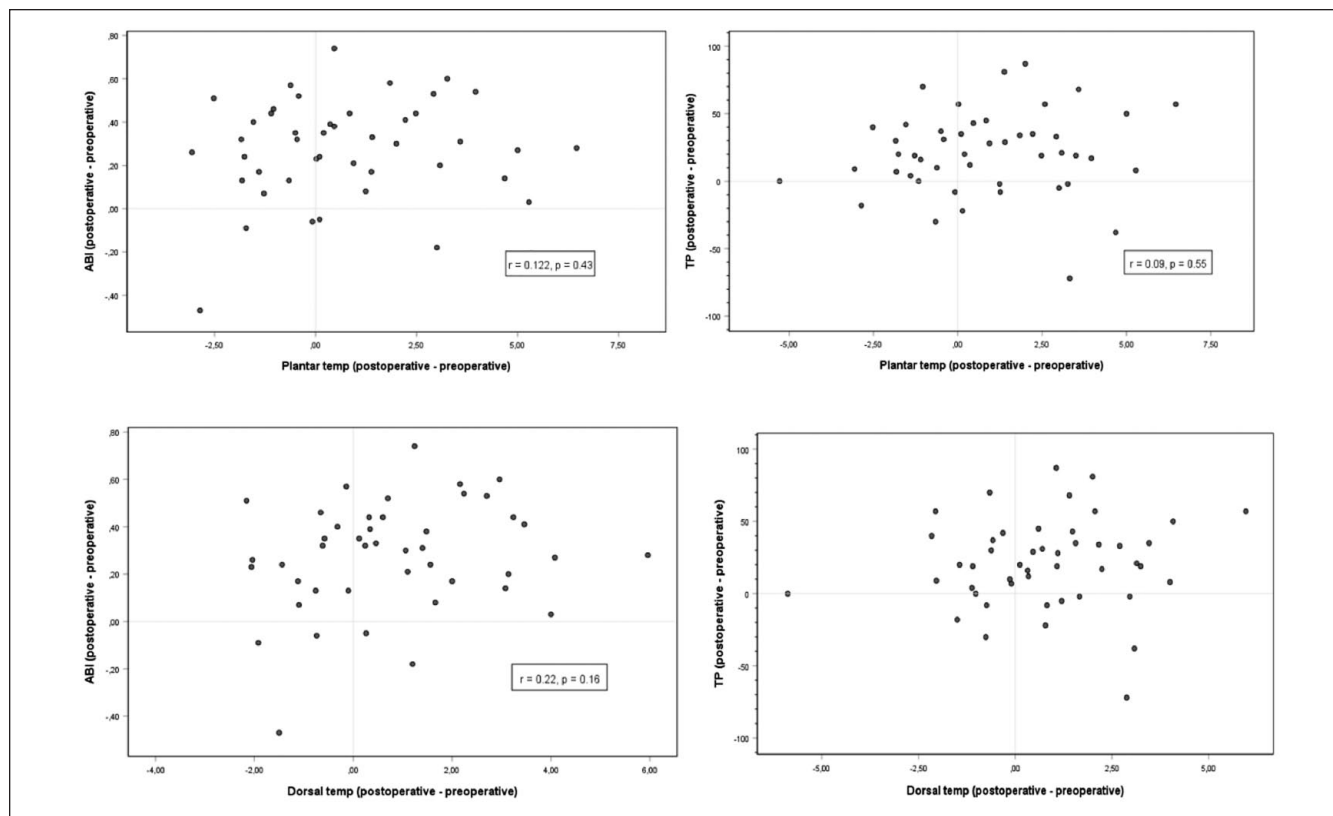 ,80
,60
,40
,20
,00
-,20
-,40
ABI (postoperative - preoperative)
r = 0.122, p = 0.43
-2,50 ,00 2,50 5,00 7,50
Plantar temp (postoperative - preoperative)
100
50
0
-50
-100
TP (postoperative - preoperative)
r = 0.09, p = 0.55
-5,00 -2,50 ,00 2,50 5,00 7,50
Plantar temp (postoperative - preoperative)
,80
,60
,40
,20
,00
-,20
-,40
ABI (postoperative - preoperative)
r = 0.22, p = 0.16
-4,00 -2,00 ,00 2,00 4,00 6,00
Dorsal temp (postoperative - preoperative)
100
50
0
-50
-100
TP (postoperative - preoperative)
-5,00 -2,50 ,00 2,50 5,00
Dorsal temp (postoperative - preoperative)